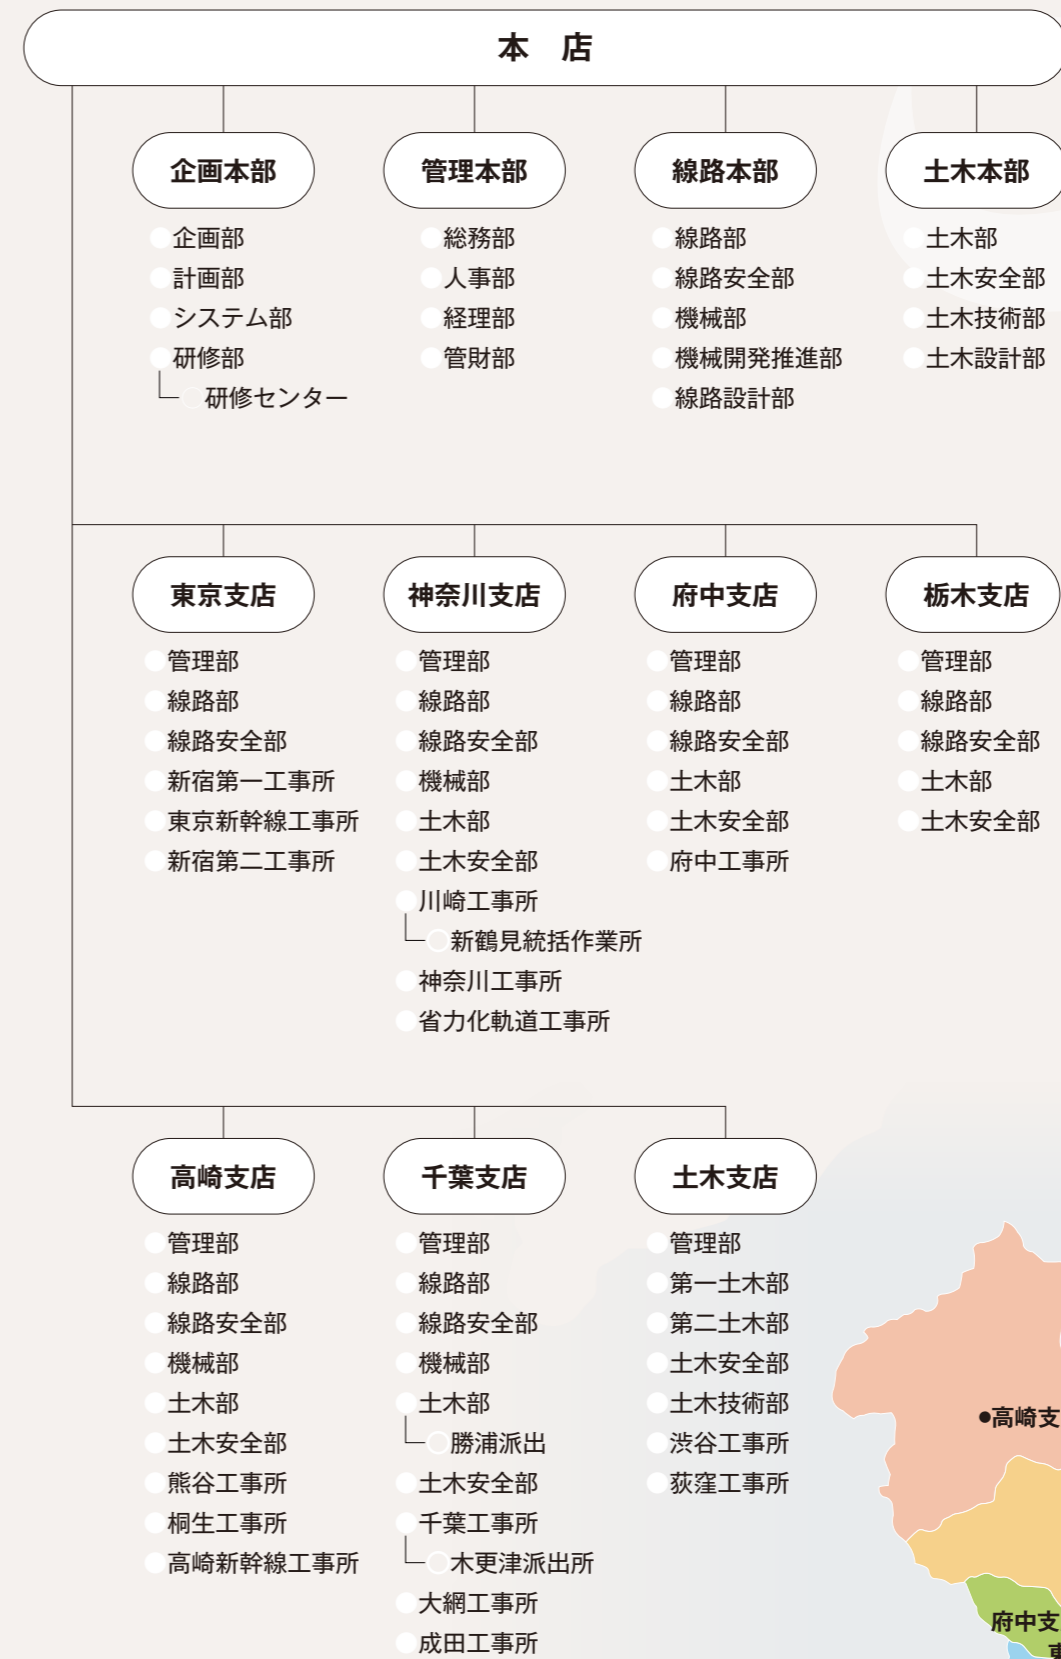 本　店
企画本部
企画部
計画部
システム部
研修部
研修センター
管理本部
総務部
人事部
経理部
管財部
線路本部
線路部
線路安全部
機械部
機械開発推進部
線路設計部
土木本部
土木部
土木安全部
土木技術部
土木設計部
東京支店
管理部
線路部
線路安全部
新宿第一工事所
東京新幹線工事所
新宿第二工事所
神奈川支店
管理部
線路部
線路安全部
機械部
土木部
土木安全部
川崎工事所
新鶴見統括作業所
神奈川工事所
省力化軌道工事所
府中支店
管理部
線路部
線路安全部
土木部
土木安全部
府中工事所
栃木支店
管理部
線路部
線路安全部
土木部
土木安全部
高崎支店
管理部
線路部
線路安全部
機械部
土木部
土木安全部
熊谷工事所
桐生工事所
高崎新幹線工事所
千葉支店
管理部
線路部
線路安全部
機械部
土木部
勝浦派出
土木安全部
千葉工事所
木更津派出所
大網工事所
成田工事所
土木支店
管理部
第一土木部
第二土木部
土木安全部
土木技術部
渋谷工事所
荻窪工事所
●高崎支
府中支